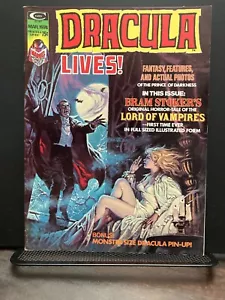 DRACULA
LIVES!
FANTASY, FEATURES,
AND ACTUAL PHOTOS
OF THE PRINCE OF DARKNESS
IN THIS ISSUE:
BRAM STOKER'S
ORIGINAL HORROR-TALE OF THE
LORD OF VAMPIRES
—FIRST TIME EVER
IN FULL SIZED ILLUSTRATED FORM
BONUS!
MONSTER-SIZE DRACULA PIN-UP!